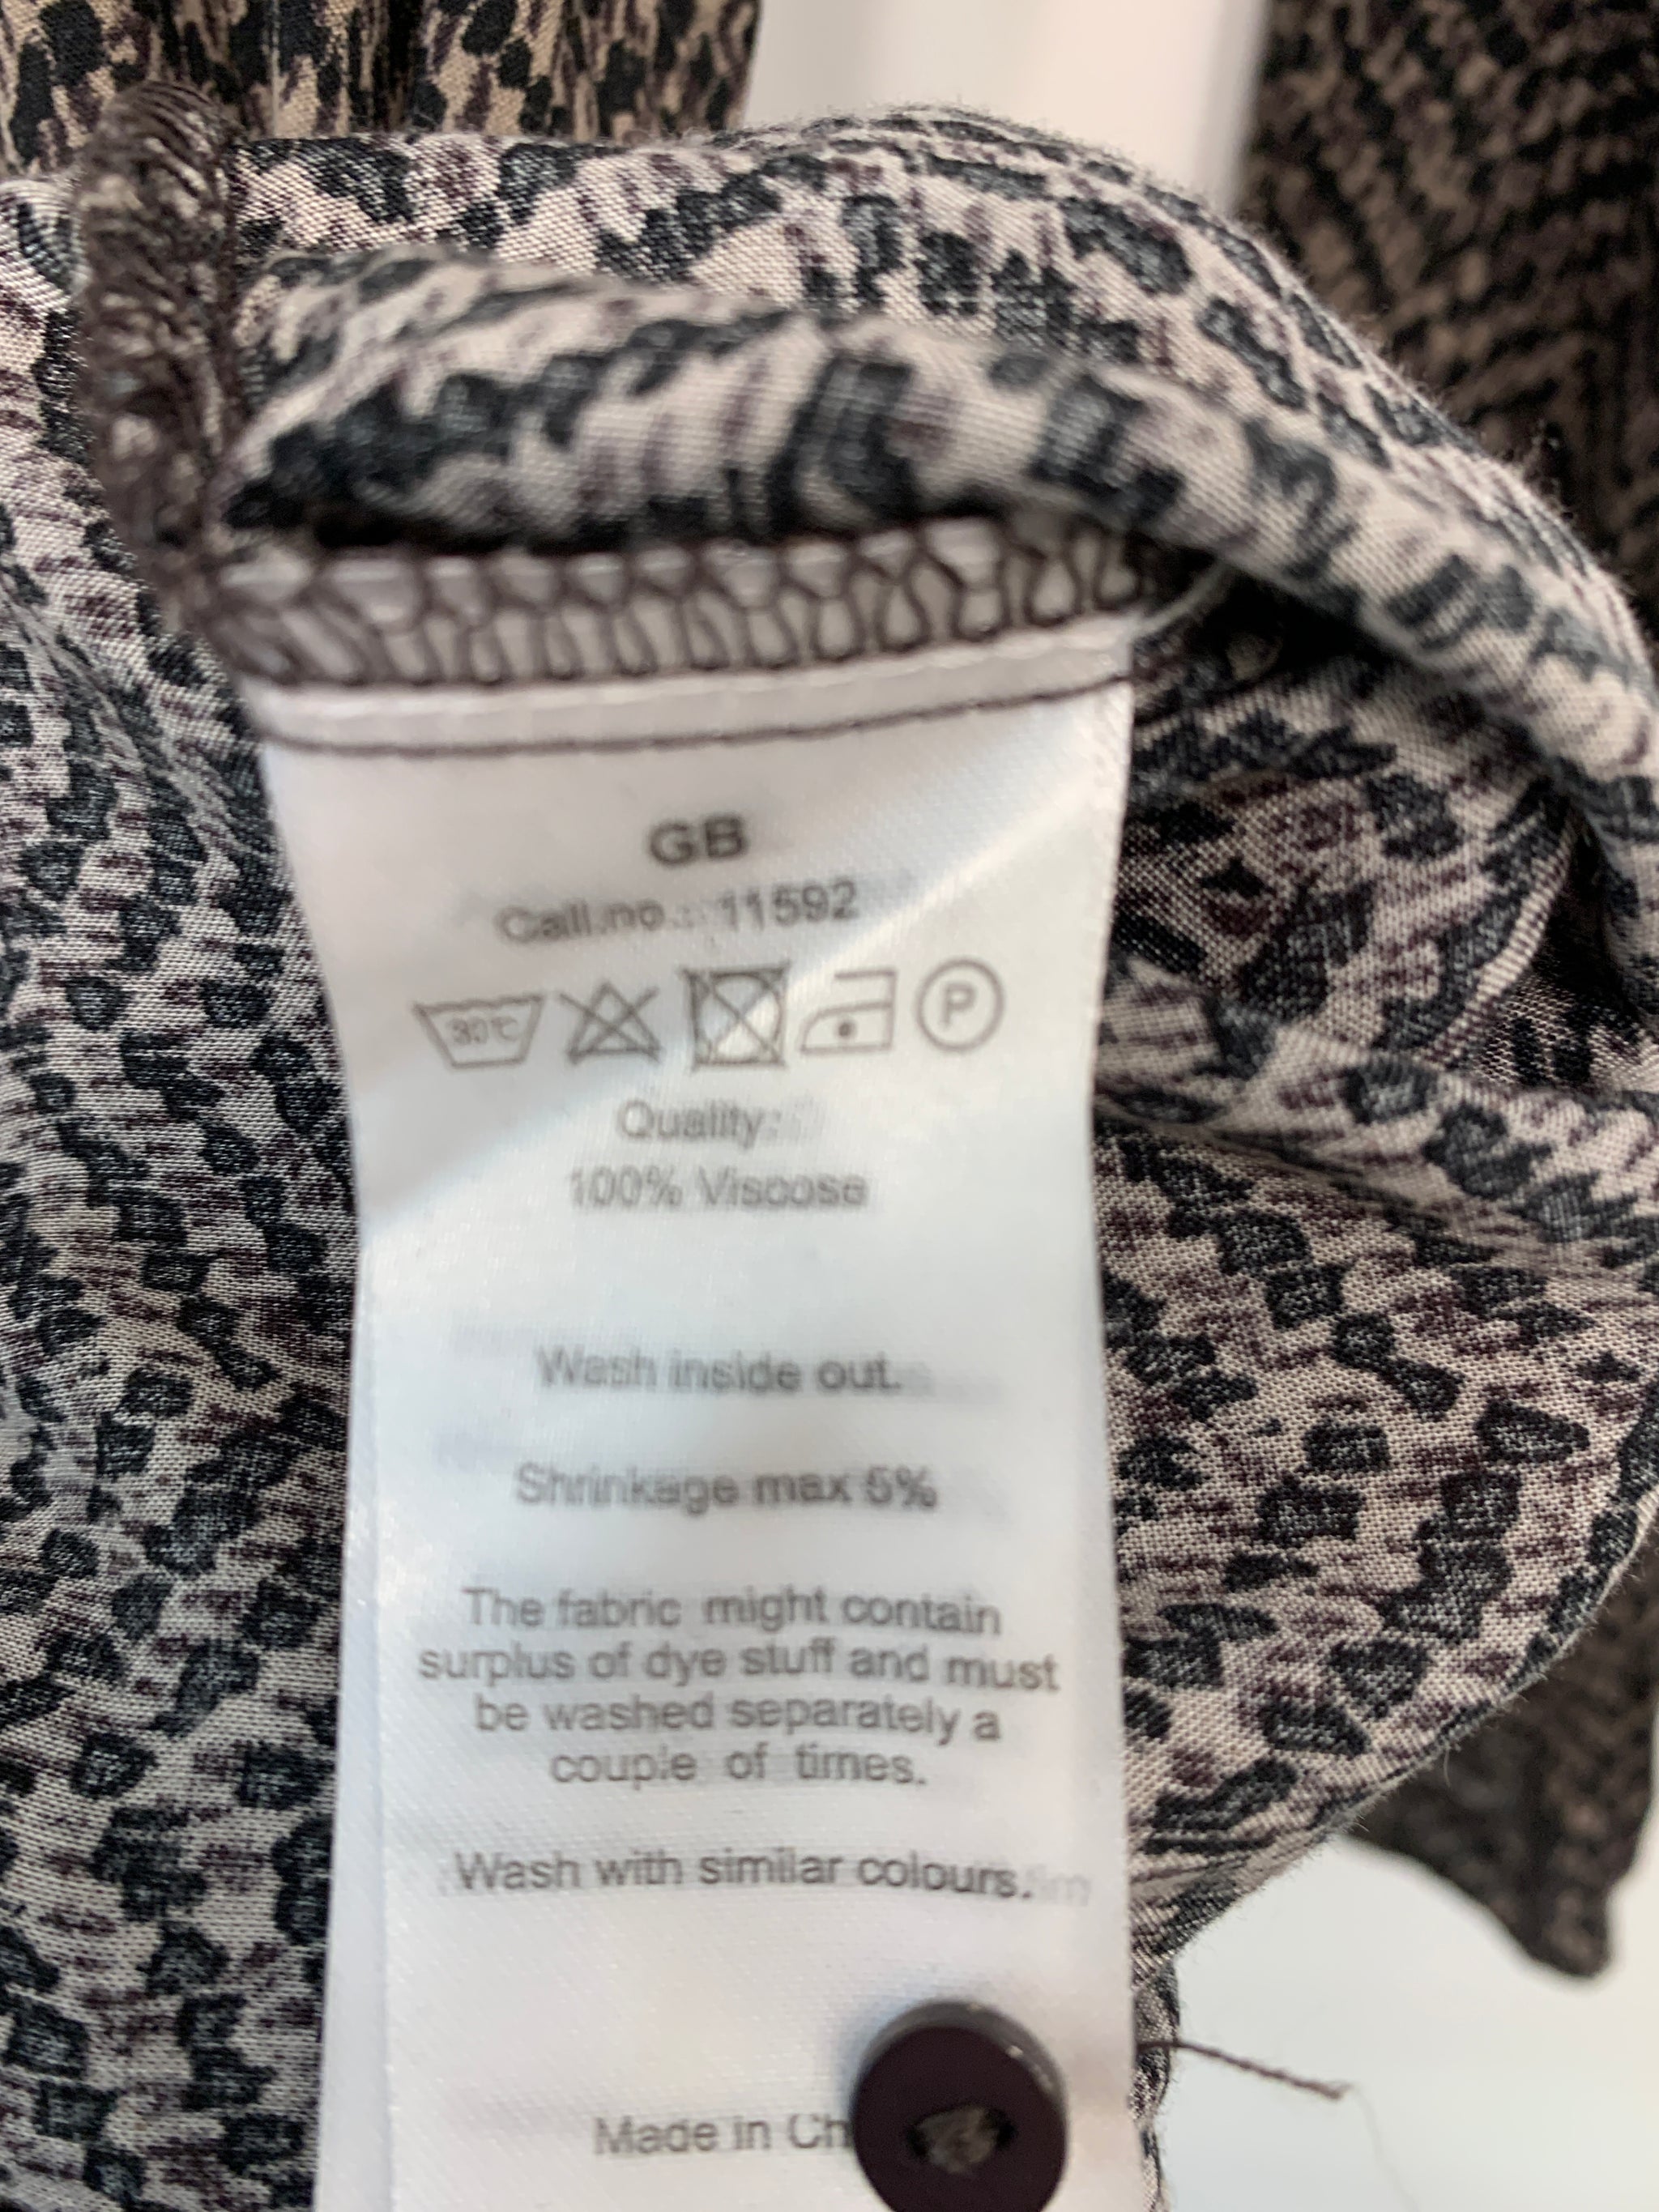 GB
Call.no.: 11592
30°C P
Quality:
100% Viscose
Wash inside out.
Shrinkage max 5%
The fabric might contain
surplus of dye stuff and must
be washed separately a
couple of times.
Wash with similar colours.
Made in Ch